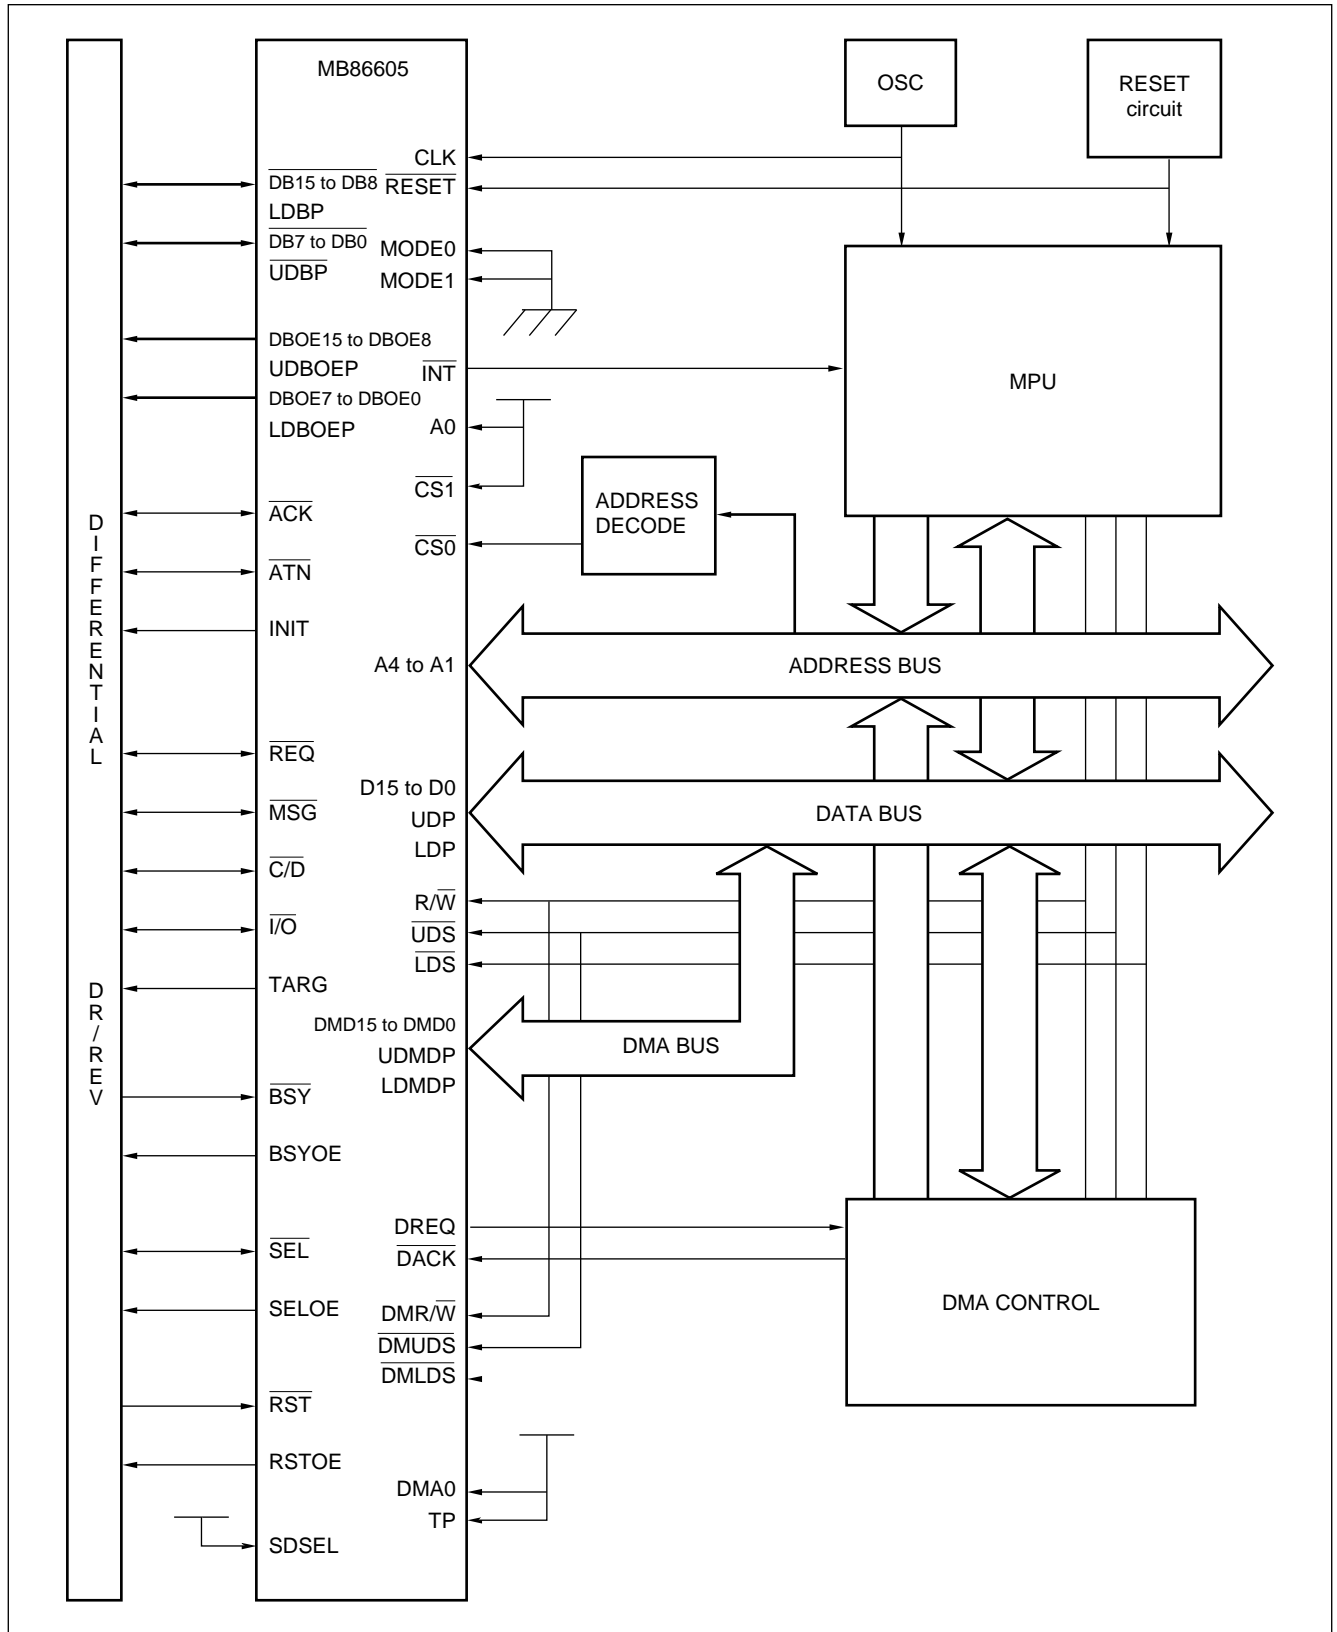 MB86605
OSC
RESET
circuit
CLK
DB15 to DB8
RESET
LDBP
DB7 to DB0
MODE0
UDBP
MODE1
DBOE15 to DBOE8
UDBOEP
INT
MPU
DBOE7 to DBOE0
LDBOEP
A0
CS1
ADDRESS
DECODE
ACK
CS0
ATN
INIT
A4 to A1
ADDRESS BUS
DIFFERENTIAL
REQ
D15 to D0
MSG
UDP
DATA BUS
LDP
C/D
R/W
I/O
UDS
LDS
TARG
DR/REV
DMD15 to DMD0
UDMDP
DMA BUS
LDMDP
BSY
BSYOE
DREQ
SEL
DACK
SELOE
DMR/W
DMA CONTROL
DMUDS
DMLDS
RST
RSTOE
DMA0
TP
SDSEL